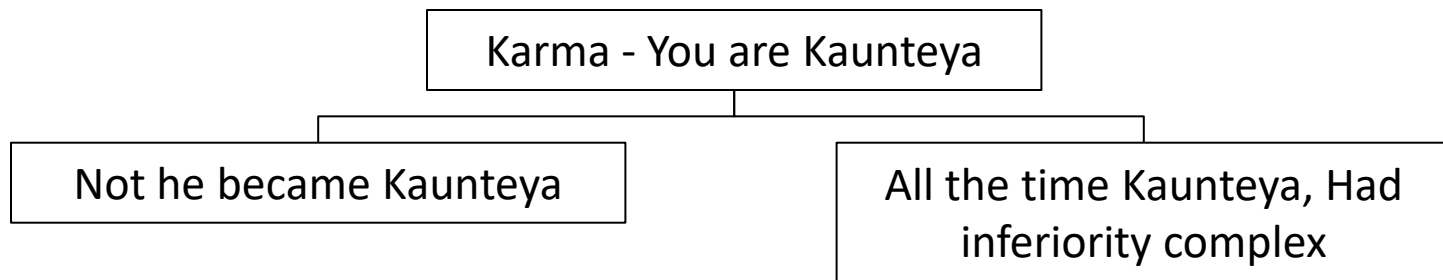 Karma - You are Kaunteya
Not he became Kaunteya
All the time Kaunteya, Had
inferiority complex